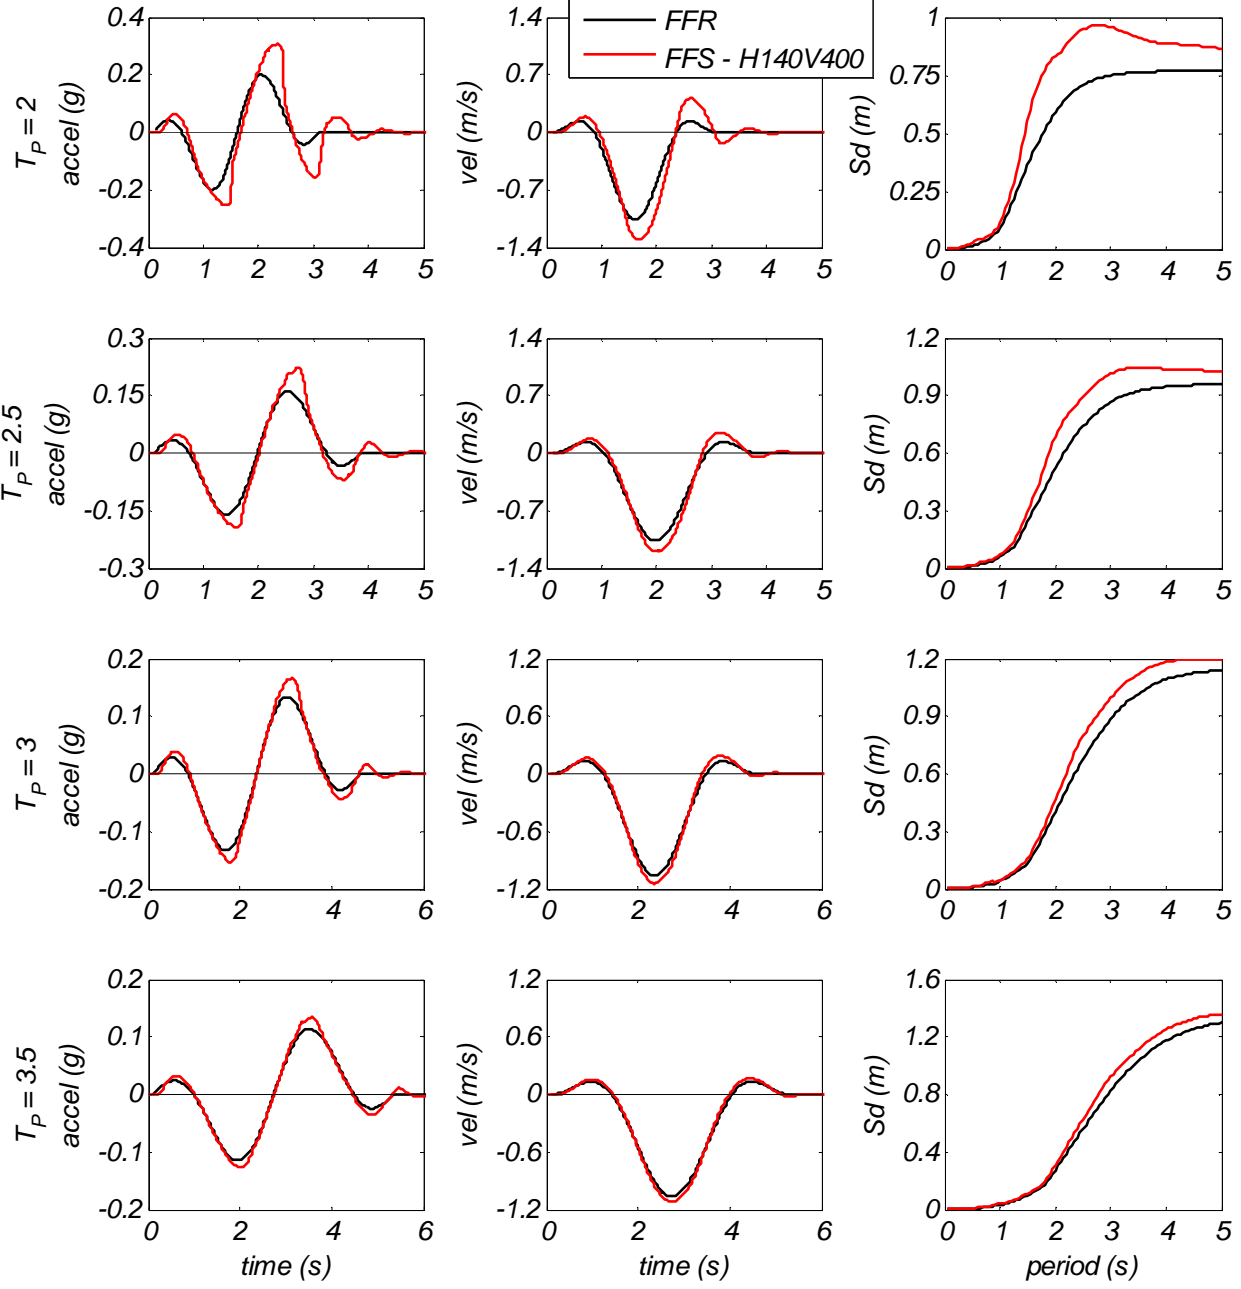 FFR
FFS - H140V400
T_P = 2
accel (g)
0.4
0.2
0
-0.2
-0.4
0 1 2 3 4 5
vel (m/s)
1.4
0.7
0
-0.7
-1.4
0 1 2 3 4 5
Sd (m)
1
0.75
0.5
0.25
0
0 1 2 3 4 5
T_P = 2.5
accel (g)
0.3
0.15
0
-0.15
-0.3
0 1 2 3 4 5
vel (m/s)
1.4
0.7
0
-0.7
-1.4
0 1 2 3 4 5
Sd (m)
1.2
0.9
0.6
0.3
0
0 1 2 3 4 5
T_P = 3
accel (g)
0.2
0.1
0
-0.1
-0.2
0 2 4 6
vel (m/s)
1.2
0.6
0
-0.6
-1.2
0 2 4 6
Sd (m)
1.2
0.9
0.6
0.3
0
0 1 2 3 4 5
T_P = 3.5
accel (g)
0.2
0.1
0
-0.1
-0.2
0 2 4 6
time (s)
vel (m/s)
1.2
0.6
0
-0.6
-1.2
0 2 4 6
time (s)
Sd (m)
1.6
1.2
0.8
0.4
0
0 1 2 3 4 5
period (s)